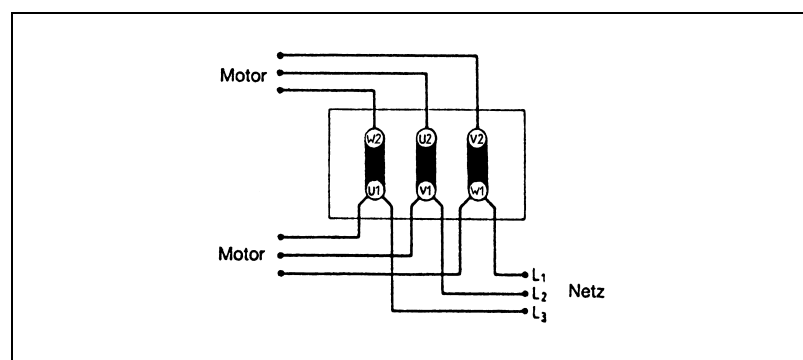 Motor
W2 U2 V2
U1 V1 W1
Motor
L1
L2 Netz
L3